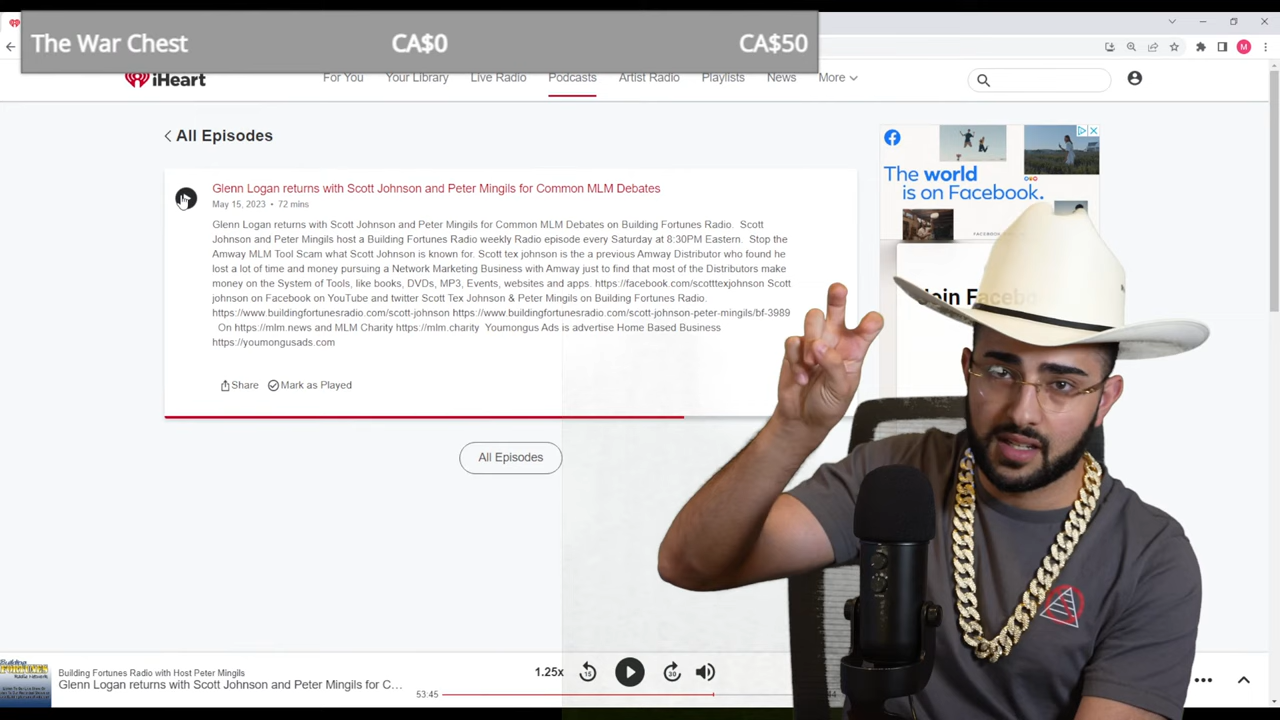 The War Chest CA$0 CA$50
iHeart For You Your Library Live Radio Podcasts Artist Radio Playlists News More
All Episodes
The world
is on Facebook.
Glenn Logan returns with Scott Johnson and Peter Mingils for Common MLM Debates
May 15, 2023 • 72 mins
Glenn Logan returns with Scott Johnson and Peter Mingils for Common MLM Debates on Building Fortunes Radio. Scott
Johnson and Peter Mingils host a Building Fortunes Radio weekly Radio episode every Saturday at 8:30PM Eastern. Stop the
Amway MLM Tool Scam what Scott Johnson is known for. Scott tex johnson is the a previous Amway Distributor who found he
lost a lot of time and money pursuing a Network Marketing Business with Amway just to find that most of the Distributors make
money on the System of Tools, like books, DVDs, MP3, Events, websites and apps. https://facebook.com/scotttexjohnson Scott
johnson on Facebook on YouTube and twitter Scott Tex Johnson & Peter Mingils on Building Fortunes Radio.
https://www.buildingfortunesradio.com/scott-johnson https://www.buildingfortunesradio.com/scott-johnson-peter-mingils/bf-3989
On https://mlm.news and MLM Charity https://mlm.charity Youmongus Ads is advertise Home Based Business
https://youmongusads.com
Share Mark as Played
All Episodes
Building Fortunes Radio with Host Peter Mingils
Glenn Logan returns with Scott Johnson and Peter Mingils for C...
53:45
1.25x
15
30
M